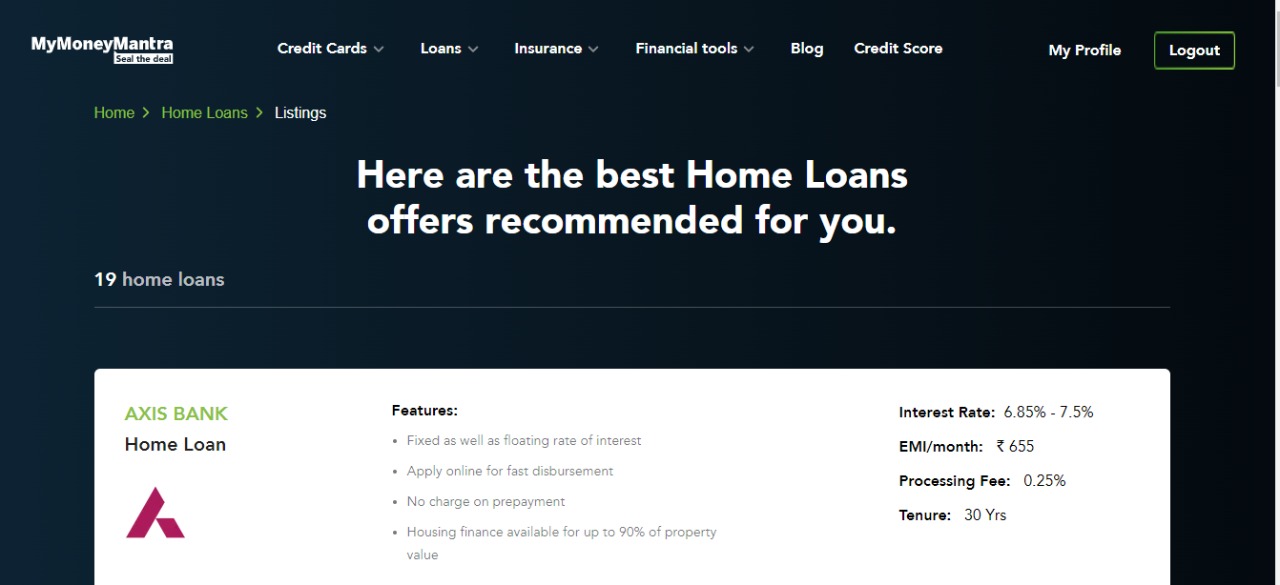 MyMoneyMantra
Seal the deal
Credit Cards
Loans
Insurance
Financial tools
Blog
Credit Score
My Profile
Logout
Home > Home Loans > Listings
Here are the best Home Loans
offers recommended for you.
19 home loans
AXIS BANK
Home Loan
Features:
• Fixed as well as floating rate of interest
• Apply online for fast disbursement
• No charge on prepayment
• Housing finance available for up to 90% of property
value
Interest Rate: 6.85% - 7.5%
EMI/month: ₹ 655
Processing Fee: 0.25%
Tenure: 30 Yrs